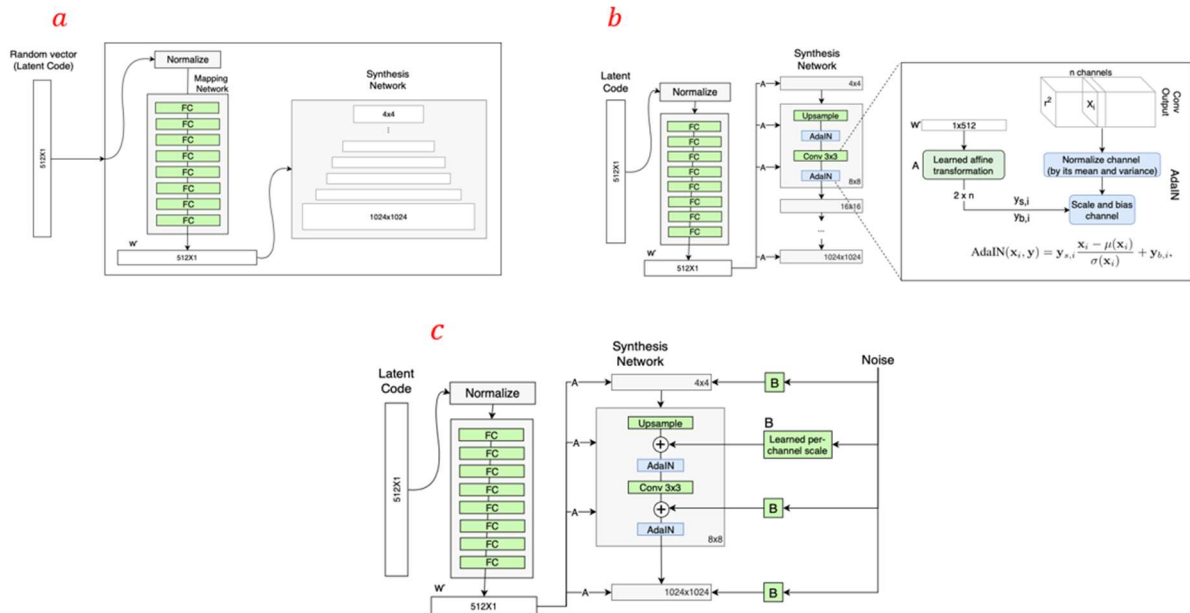 a
Random vector
(Latent Code)
512X1
Normalize
Mapping
Network
FC
FC
FC
FC
FC
FC
FC
FC
W'
512X1
Synthesis
Network
4x4
...
1024x1024
b
Latent
Code
512X1
Normalize
FC
FC
FC
FC
FC
FC
FC
FC
W'
512X1
Synthesis
Network
A
4x4
A
Upsample
AdaIN
Conv 3x3
A
AdaIN
8x8
16x16
...
A
1024x1024
n channels
r²
Xi
Conv
Output
W'
1x512
A
Learned affine
transformation
2 x n
Normalize channel
(by its mean and variance)
AdaIN
ys,i
yb,i
Scale and bias
channel
AdaIN(xi, y) = ys,i (xi − μ(xi)) / σ(xi) + yb,i,
c
Latent
Code
512X1
Normalize
FC
FC
FC
FC
FC
FC
FC
FC
W'
512X1
Synthesis
Network
Noise
A
4x4
B
Upsample
A
B
Learned per-
channel scale
AdaIN
Conv 3x3
A
B
AdaIN
8x8
A
1024x1024
B